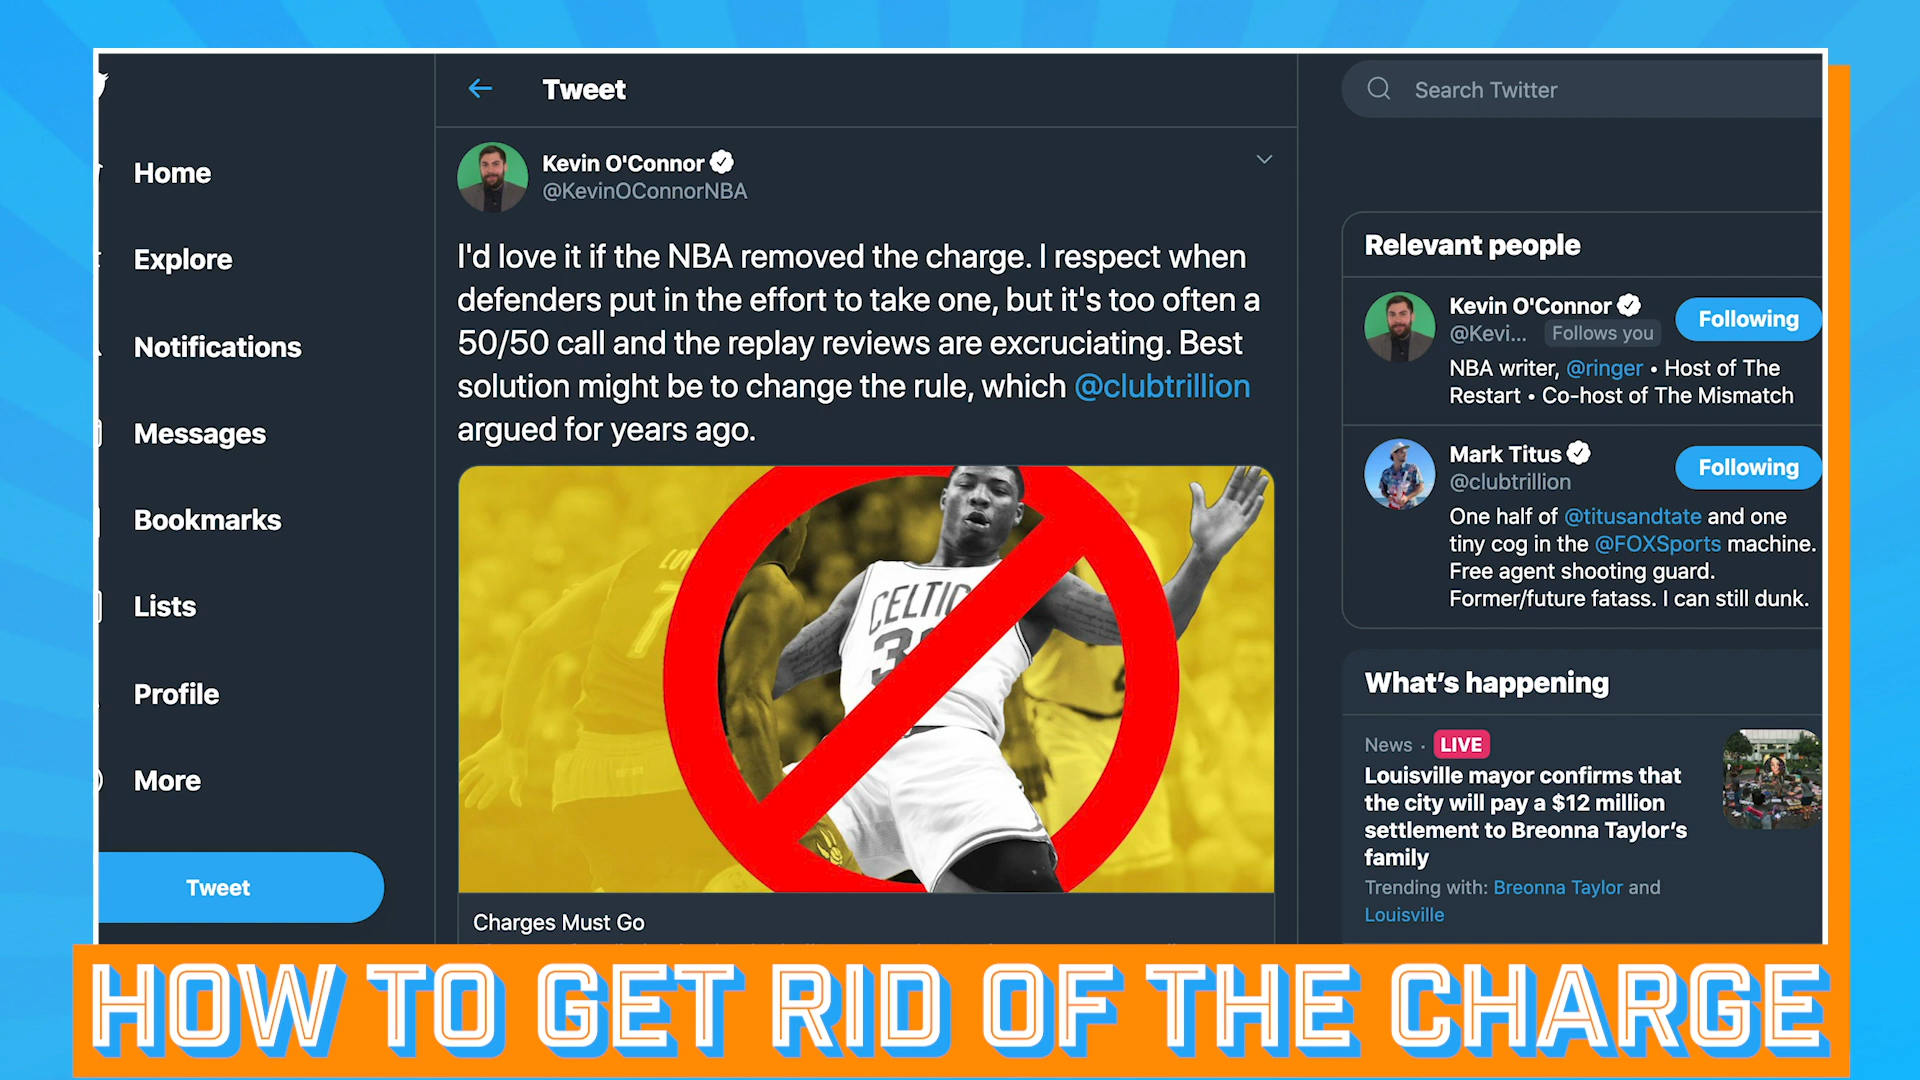 Tweet
Search Twitter
Home
Explore
Notifications
Messages
Bookmarks
Lists
Profile
More
Tweet
Kevin O'Connor
@KevinOConnorNBA
I'd love it if the NBA removed the charge. I respect when
defenders put in the effort to take one, but it's too often a
50/50 call and the replay reviews are excruciating. Best
solution might be to change the rule, which @clubtrillion
argued for years ago.
CELTIC
3
Charges Must Go
Relevant people
Kevin O'Connor
Following
@Kevi... Follows you
NBA writer, @ringer • Host of The
Restart • Co-host of The Mismatch
Mark Titus
Following
@clubtrillion
One half of @titusandtate and one
tiny cog in the @FOXSports machine.
Free agent shooting guard.
Former/future fatass. I can still dunk.
What's happening
News · LIVE
Louisville mayor confirms that
the city will pay a $12 million
settlement to Breonna Taylor's
family
Trending with: Breonna Taylor and
Louisville
HOW TO GET RID OF THE CHARGE